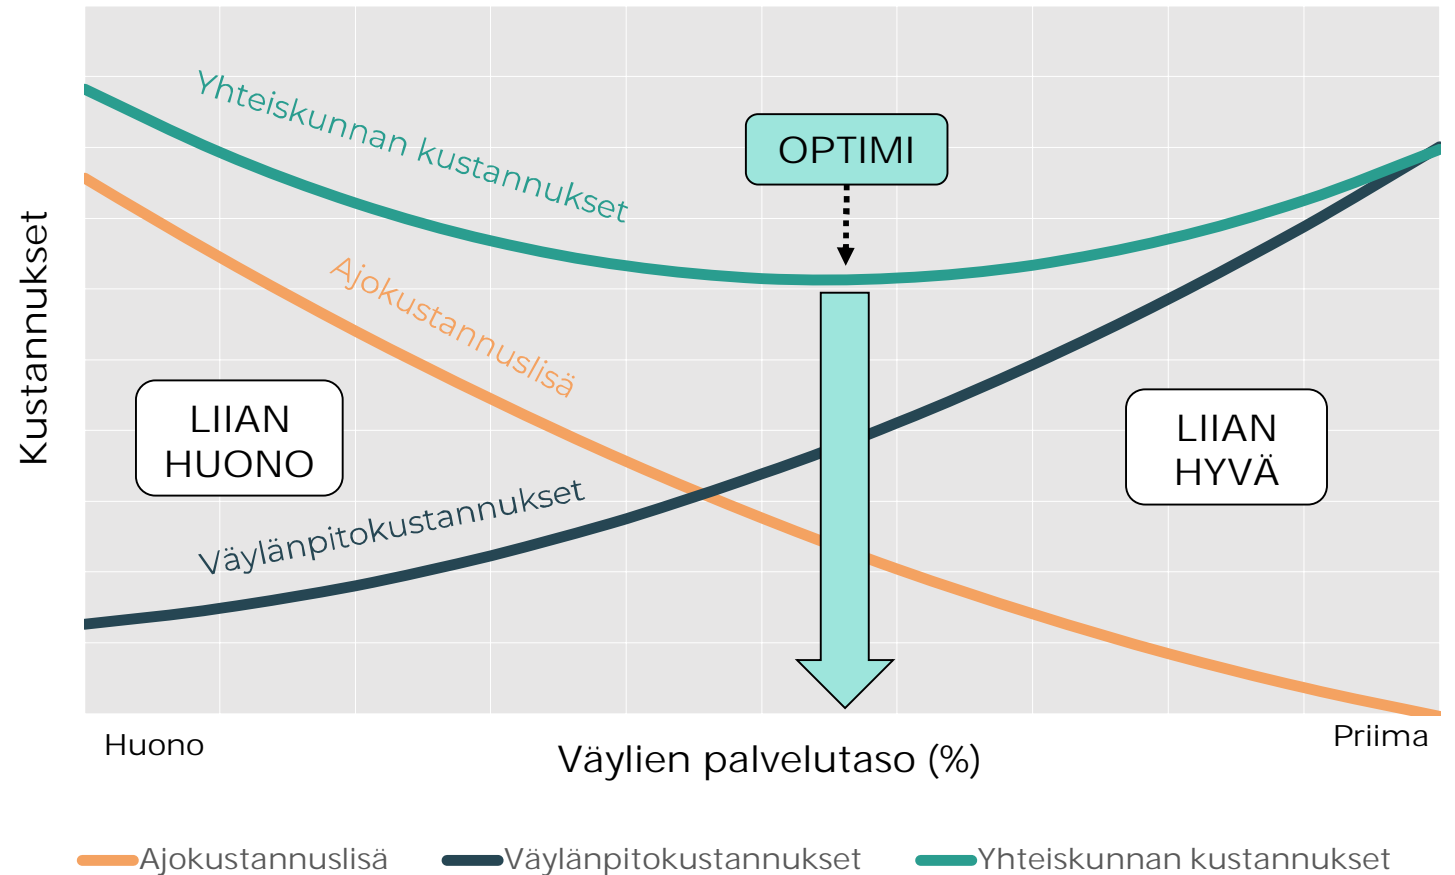 Yhteiskunnan kustannukset
OPTIMI
Ajokustannuslisä
Kustannukset
LIIAN
HUONO
LIIAN
HYVÄ
Väylänpitokustannukset
Huono
Väylien palvelutaso (%)
Priima
Ajokustannuslisä
Väylänpitokustannukset
Yhteiskunnan kustannukset